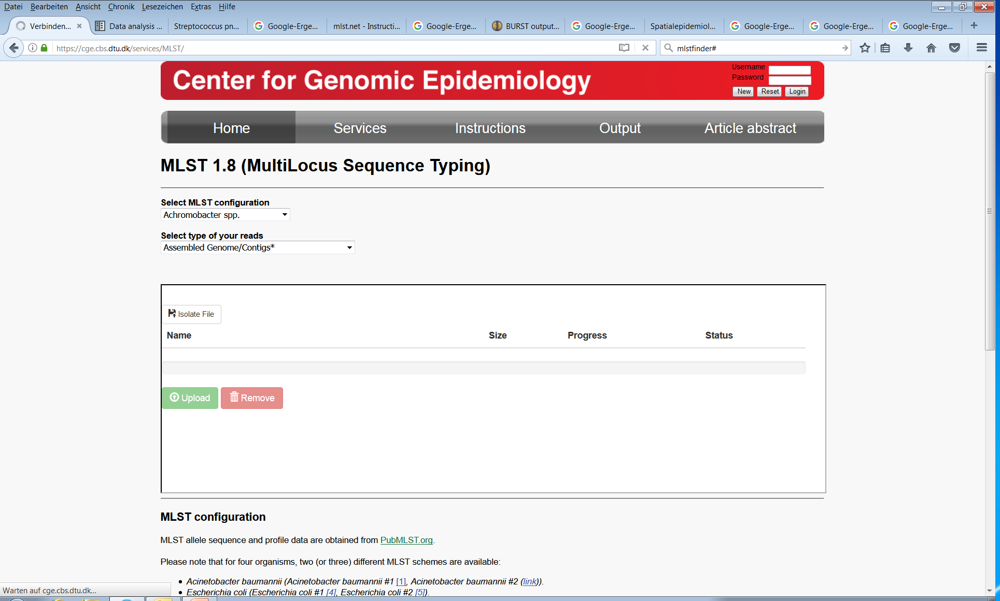 Datei Bearbeiten Ansicht Chronik Lesezeichen Extras Hilfe
Verbinden... Data analysis ... Streptococcus pn... Google-Erge... mlst.net - Instructi... Google-Erge... BURST output... Google-Erge... Spatialepidemiol... Google-Erge... Google-Erge... Google-Erge...
https://cge.cbs.dtu.dk/services/MLST/ mlstfinder#
Center for Genomic Epidemiology
Username
Password
New Reset Login
Home Services Instructions Output Article abstract
MLST 1.8 (MultiLocus Sequence Typing)
Select MLST configuration
Achromobacter spp.
Select type of your reads
Assembled Genome/Contigs*
Isolate File
Name Size Progress Status
Upload Remove
MLST configuration
MLST allele sequence and profile data are obtained from PubMLST.org.
Please note that for four organisms, two (or three) different MLST schemes are available:
• Acinetobacter baumannii (Acinetobacter baumannii #1 [1], Acinetobacter baumannii #2 (link)).
• Escherichia coli (Escherichia coli #1 [4], Escherichia coli #2 [5]).
Warten auf cge.cbs.dtu.dk...